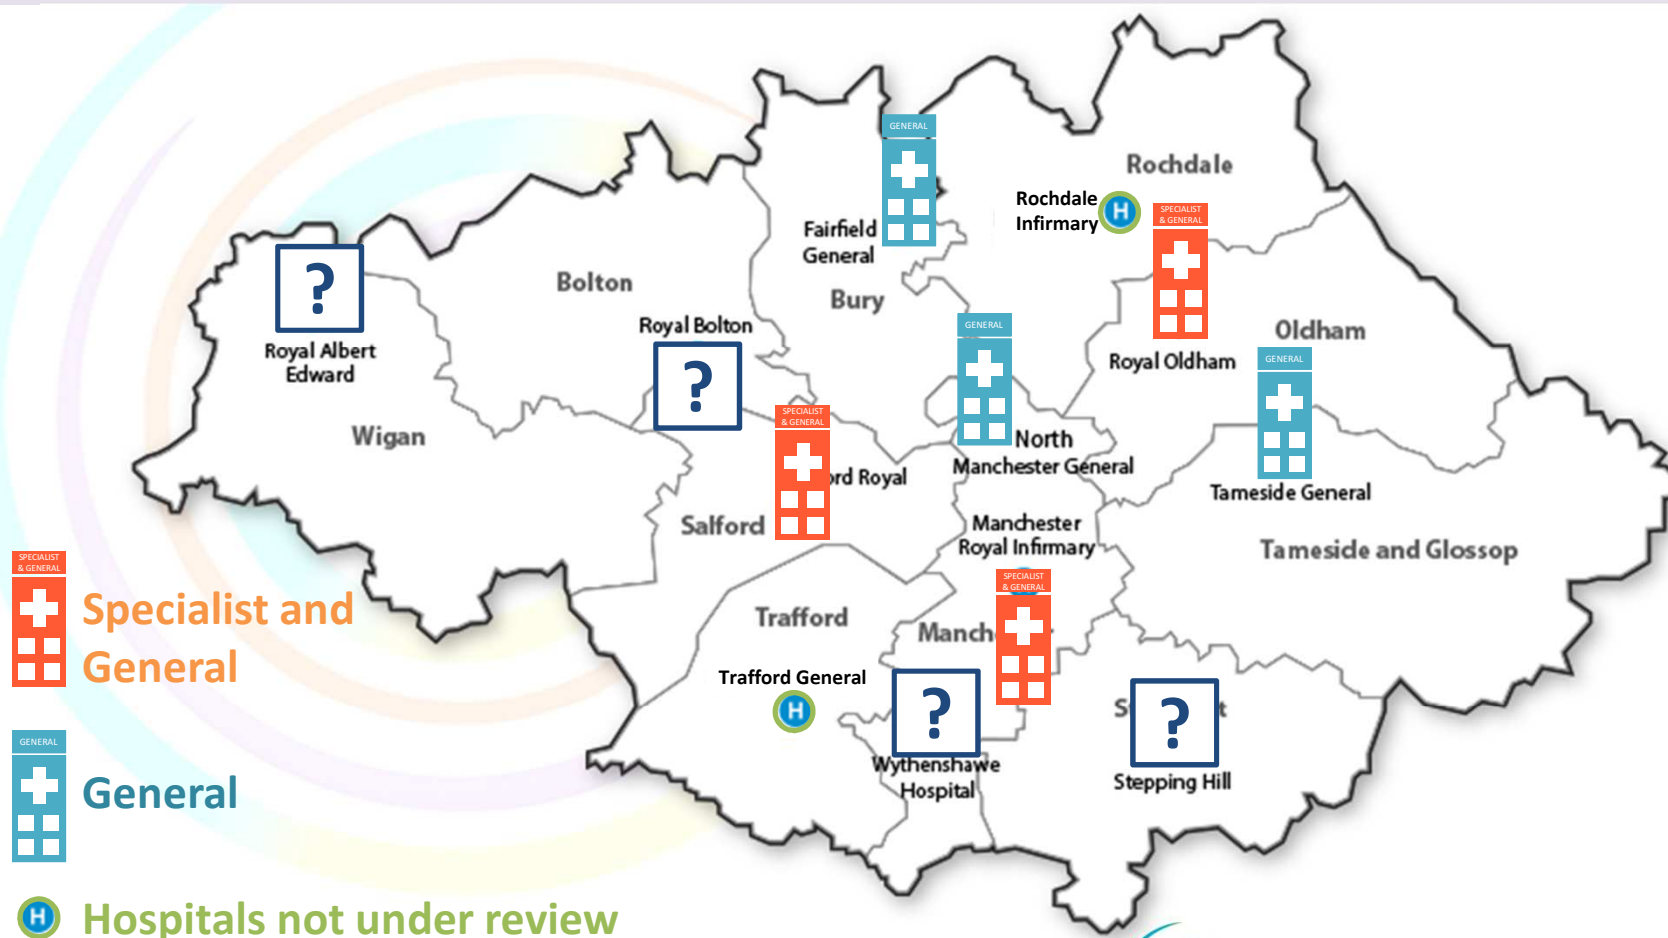 GENERAL
Rochdale
Rochdale
Infirmary
H
SPECIALIST
& GENERAL
Fairfield
General
Bolton
Bury
?
Royal Bolton
GENERAL
Oldham
Royal Albert
Edward
?
Royal Oldham
GENERAL
SPECIALIST
& GENERAL
Wigan
North
Manchester General
ord Royal
Tameside General
Salford
Manchester
Royal Infirmary
Tameside and Glossop
SPECIALIST
& GENERAL
SPECIALIST
& GENERAL
Specialist and
General
Trafford
Manch
Trafford General
H
?
S ? t
Wythenshawe
Hospital
Stepping Hill
GENERAL
General
H
Hospitals not under review